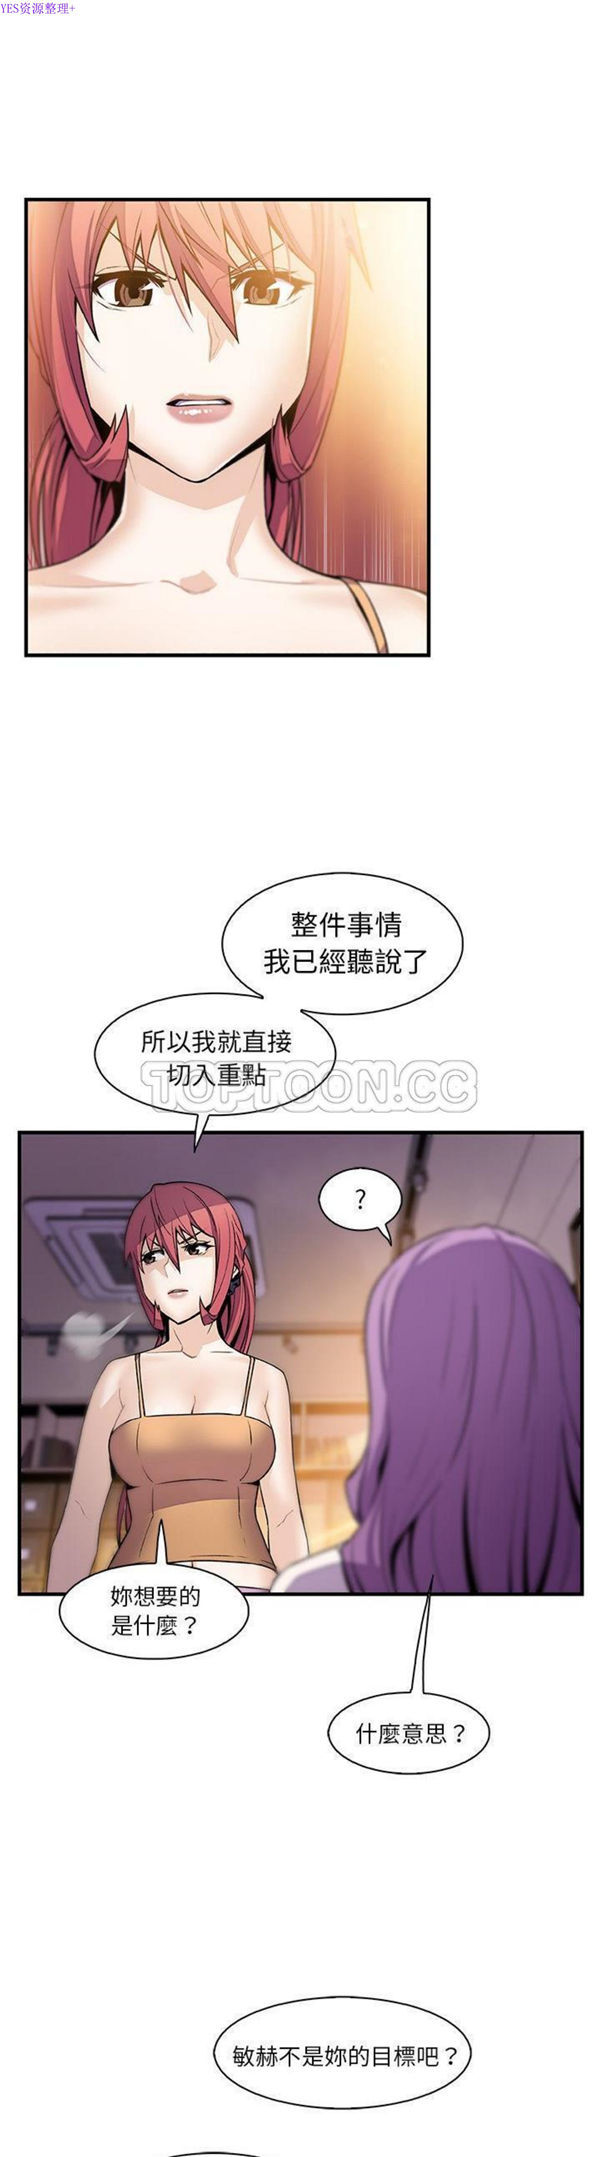 YES资源整理+
整件事情
我已經聽說了
所以我就直接
切入重點
TOPTOON.CC
?
妳想要的
是什麼？
什麼意思？
敏赫不是妳的目標吧？